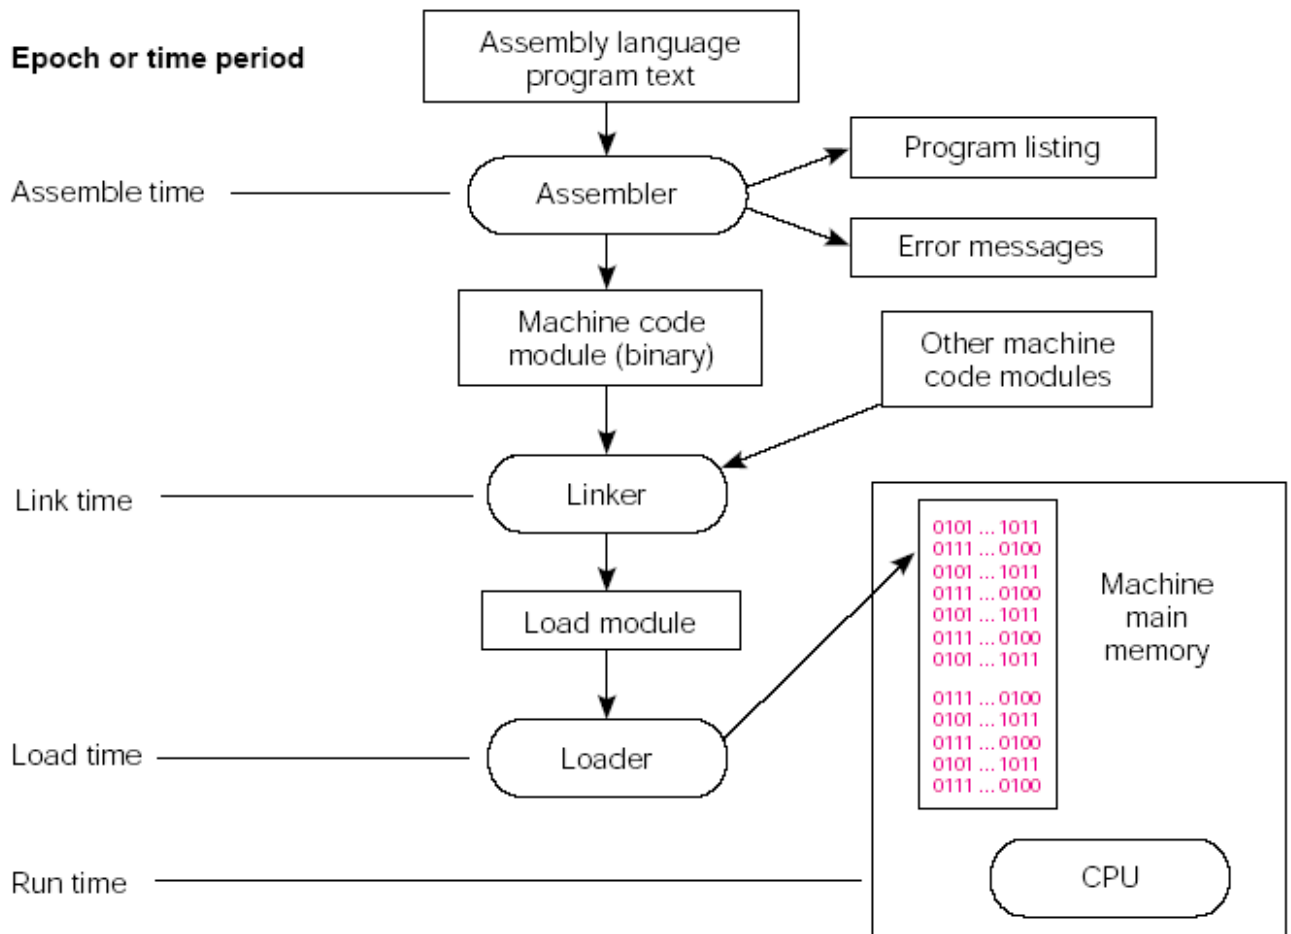 Epoch or time period
Assembly language
program text
Program listing
Assemble time
Assembler
Error messages
Machine code
module (binary)
Other machine
code modules
Link time
Linker
0101 ... 1011
0111 ... 0100
0101 ... 1011
0111 ... 0100
0101 ... 1011
0111 ... 0100
0101 ... 1011
0111 ... 0100
0101 ... 1011
0111 ... 0100
0101 ... 1011
0111 ... 0100
Machine
main
memory
Load module
Load time
Loader
Run time
CPU